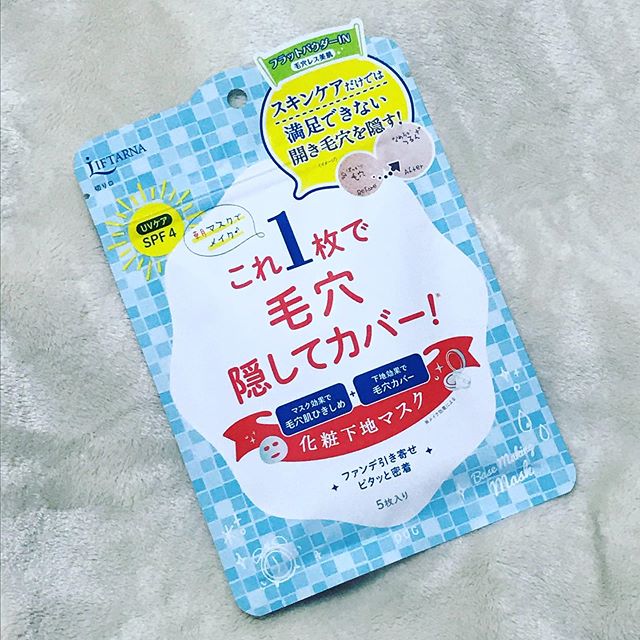 フラットパウダーIN
毛穴レス美肌
スキンケアだけでは
満足できない
開き毛穴を隠す!
Before
After
LIFTARNA
切り口
UVケア
SPF4
朝マスクで
メイク
これ1枚で
毛穴
隠してカバー!
マスク効果で
毛穴肌ひきしめ
+
下地効果で
毛穴カバー
化粧下地マスク
ファンデ引き寄せ
ピタッと密着
5枚入り
Base Making
Mask